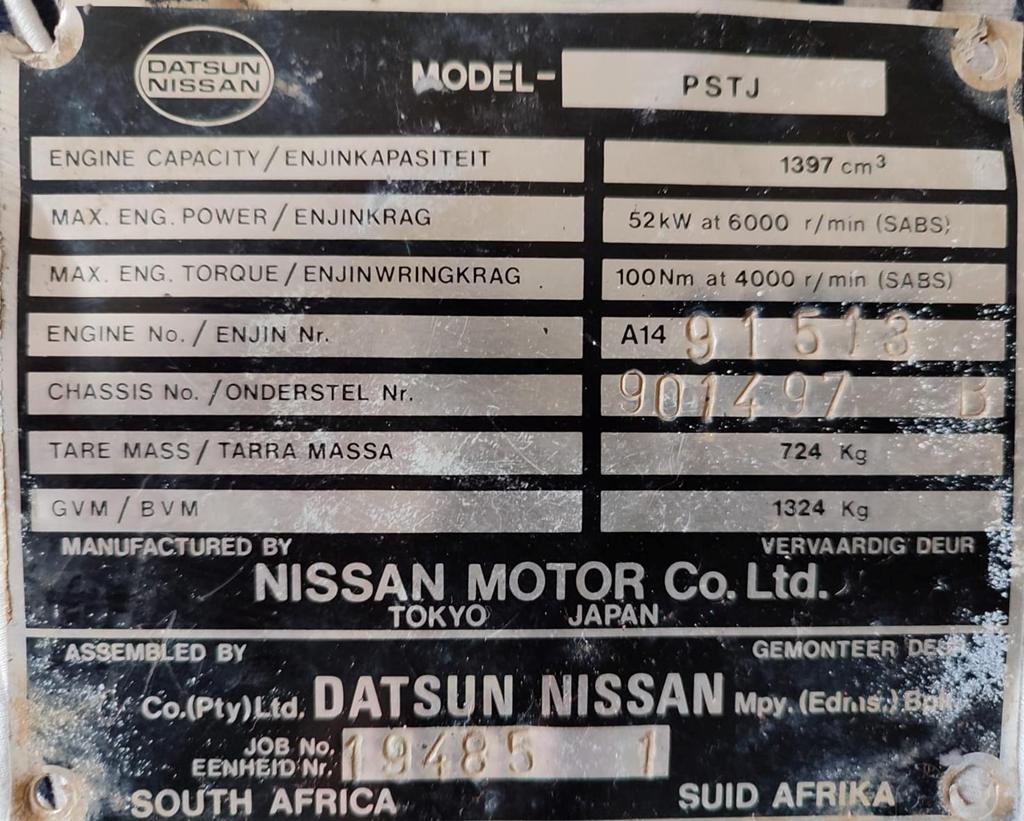 DATSUN
NISSAN
MODEL- PSTJ
ENGINE CAPACITY / ENJINKAPASITEIT 1397 cm³
MAX. ENG. POWER / ENJINKRAG 52kW at 6000 r/min (SABS)
MAX. ENG. TORQUE / ENJINWRINGKRAG 100Nm at 4000 r/min (SABS)
ENGINE No. / ENJIN Nr. A14 91513
CHASSIS No. / ONDERSTEL Nr. 901497 B
TARE MASS / TARRA MASSA 724 Kg
GVM / BVM 1324 Kg
MANUFACTURED BY VERVAARDIG DEUR
NISSAN MOTOR Co. Ltd.
TOKYO JAPAN
ASSEMBLED BY GEMONTEER DEUR
Co.(Pty) Ltd. DATSUN NISSAN Mpy. (Edms.) Bpk.
JOB No. 19485 1
EENHEID Nr.
SOUTH AFRICA SUID AFRIKA